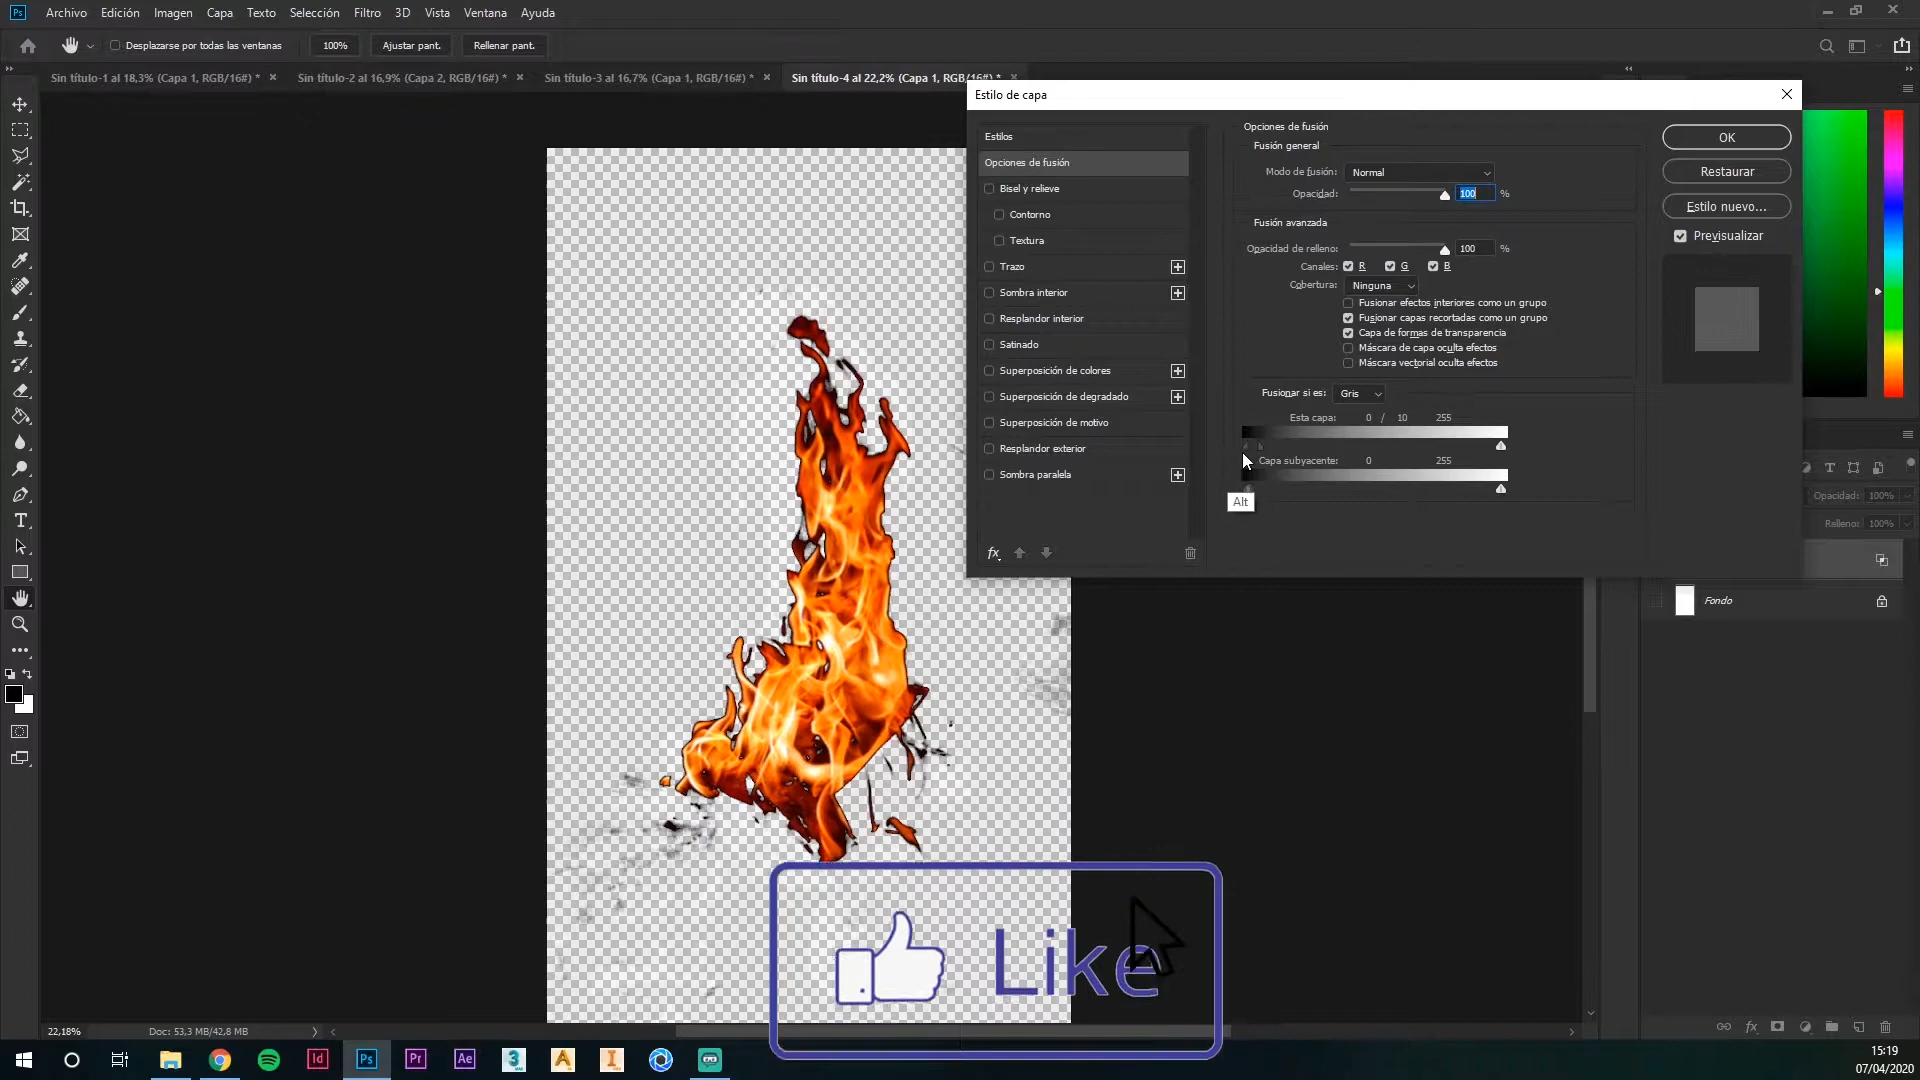 Ps Archivo Edición Imagen Capa Texto Selección Filtro 3D Vista Ventana Ayuda
Desplazarse por todas las ventanas 100% Ajustar pant. Rellenar pant.
Sin título-1 al 18,3% (Capa 1, RGB/16#) * × Sin título-2 al 16,9% (Capa 2, RGB/16#) * × Sin título-3 al 16,7% (Capa 1, RGB/16#) * × Sin título-4 al 22,2% (Capa 1, RGB/16#) * ×
Estilo de capa
Estilos
Opciones de fusión
Bisel y relieve
Contorno
Textura
Trazo
Sombra interior
Resplandor interior
Satinado
Superposición de colores
Superposición de degradado
Superposición de motivo
Resplandor exterior
Sombra paralela
fx
Opciones de fusión
Fusión general
Modo de fusión: Normal
Opacidad: 100 %
Fusión avanzada
Opacidad de relleno: 100 %
Canales: R G B
Cobertura: Ninguna
Fusionar efectos interiores como un grupo
Fusionar capas recortadas como un grupo
Capa de formas de transparencia
Máscara de capa oculta efectos
Máscara vectorial oculta efectos
Fusionar si es: Gris
Esta capa: 0 / 10 255
Capa subyacente: 0 255
Alt
OK
Restaurar
Estilo nuevo...
Previsualizar
Opacidad: 100%
Relleno: 100%
Fondo
Like
22,18% Doc: 53,3 MB/42,8 MB
fx
Id Ps Pr Ae 3 A I
15:19
07/04/2020